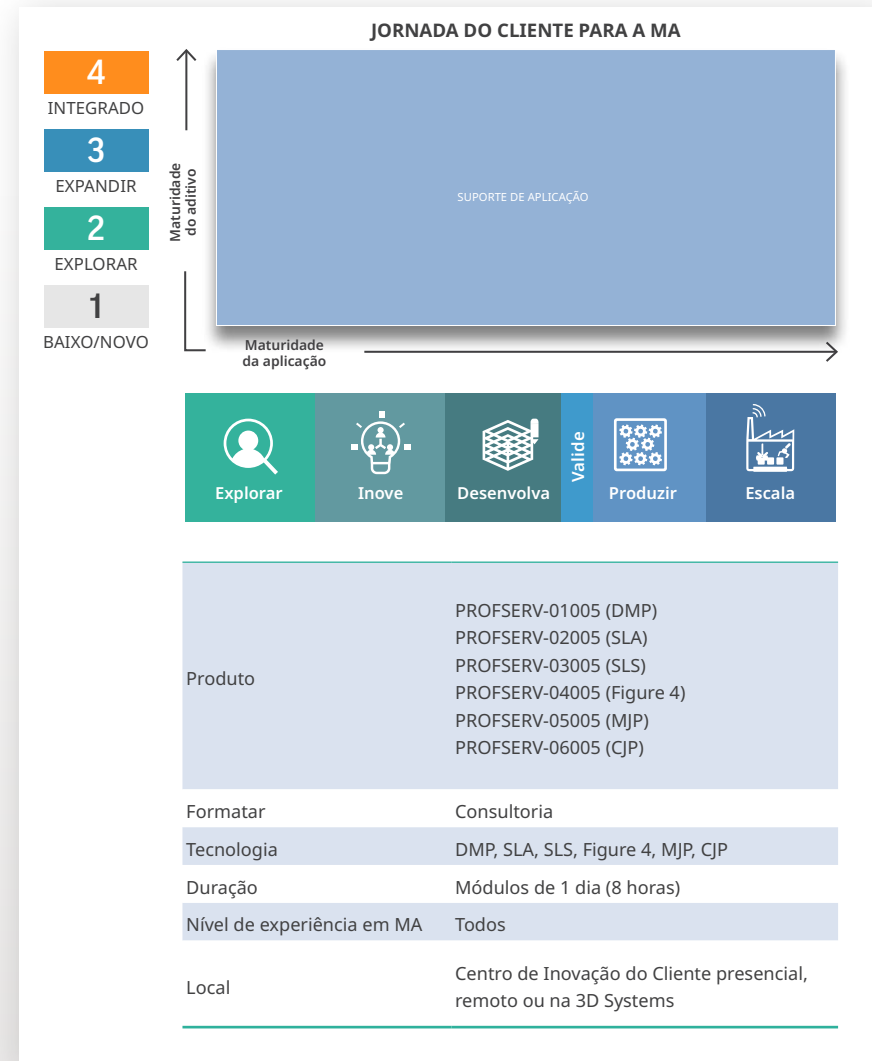 JORNADA DO CLIENTE PARA A MA
4
INTEGRADO
3
EXPANDIR
2
EXPLORAR
1
BAIXO/NOVO
Maturidade
do aditivo
SUPORTE DE APLICAÇÃO
Maturidade
da aplicação
Explorar
Inove
Desenvolva
Valide
Produzir
Escala
Produto
PROFSERV-01005 (DMP)
PROFSERV-02005 (SLA)
PROFSERV-03005 (SLS)
PROFSERV-04005 (Figure 4)
PROFSERV-05005 (MJP)
PROFSERV-06005 (CJP)
Formatar Consultoria
Tecnologia DMP, SLA, SLS, Figure 4, MJP, CJP
Duração Módulos de 1 dia (8 horas)
Nível de experiência em MA Todos
Local
Centro de Inovação do Cliente presencial,
remoto ou na 3D Systems